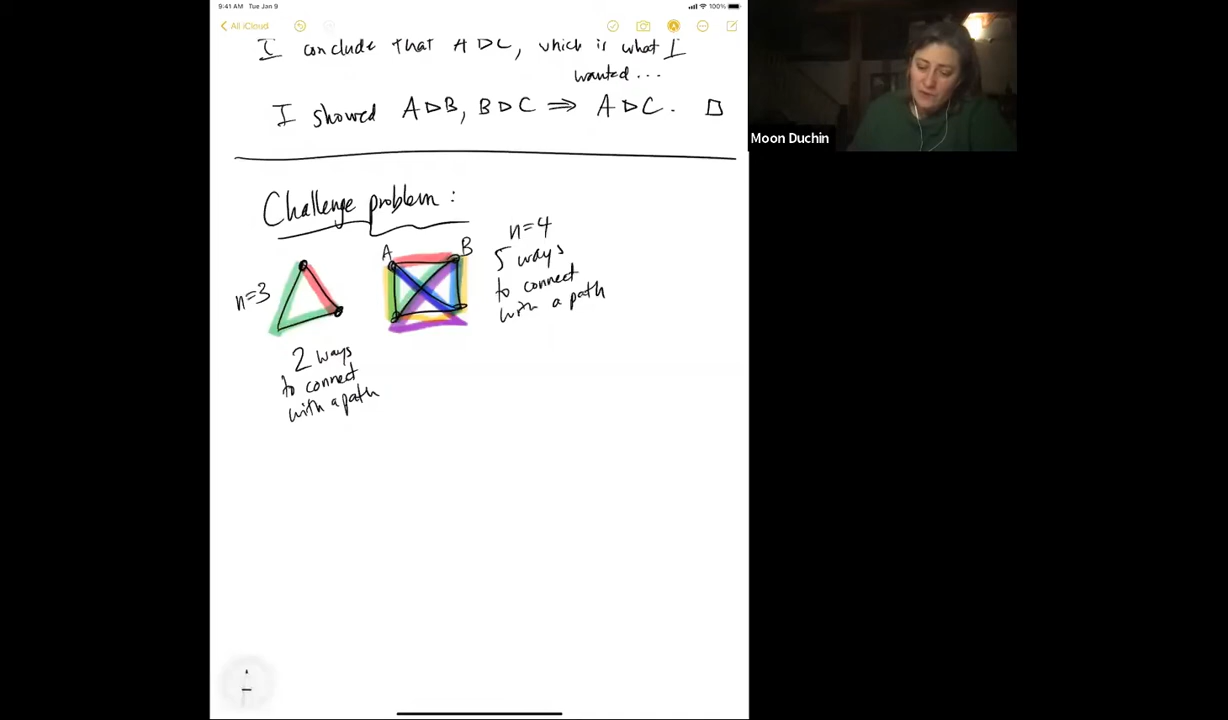 9:41 AM Tue Jan 9
100%
All iCloud
I conclude that A ▷ C, which is what I
wanted ...
I showed A ▷ B, B ▷ C ⟹ A ▷ C. □
Moon Duchin
Challenge problem :
n=3
2 ways
to connect
with a path
A B
n=4
5 ways
to connect
with a path